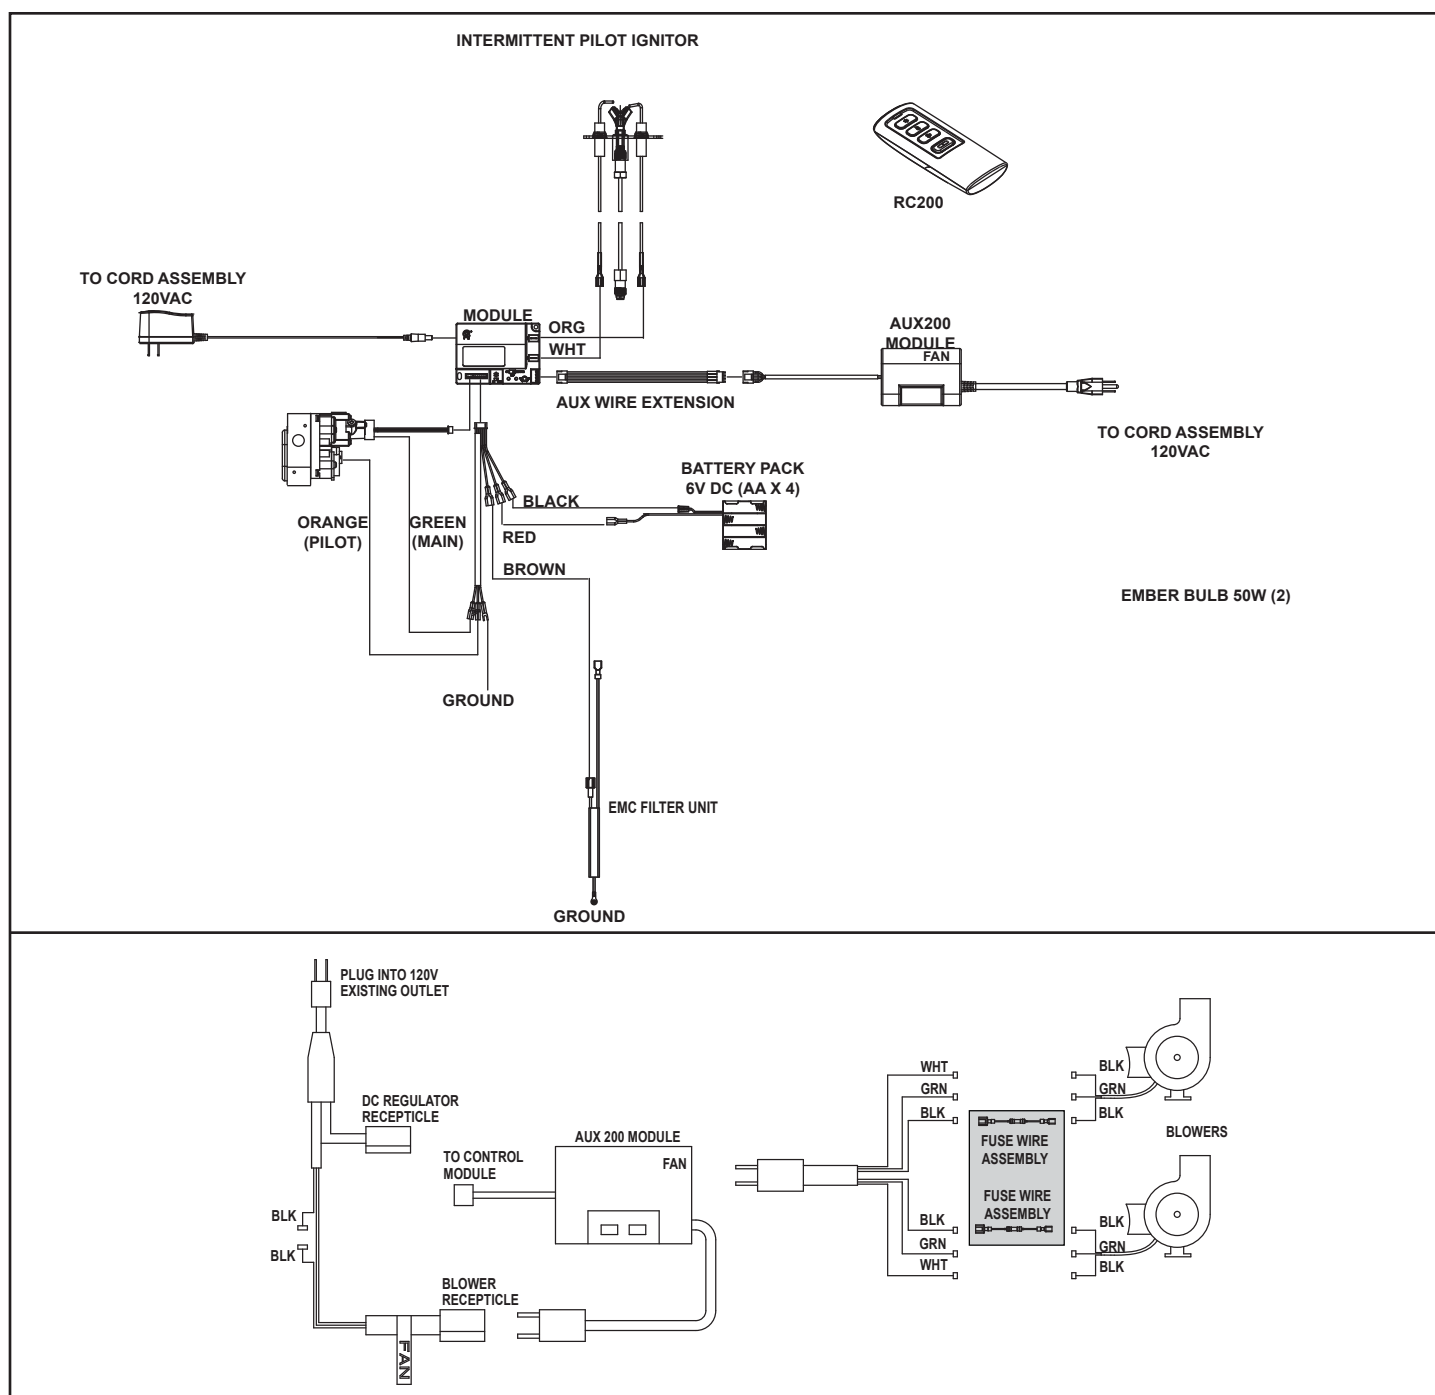 INTERMITTENT PILOT IGNITOR
RC200
TO CORD ASSEMBLY
120VAC
MODULE
ORG
WHT
AUX200
MODULE
FAN
AUX WIRE EXTENSION
TO CORD ASSEMBLY
120VAC
BATTERY PACK
6V DC (AA X 4)
BLACK
ORANGE
(PILOT)
GREEN
(MAIN)
RED
BROWN
EMBER BULB 50W (2)
GROUND
EMC FILTER UNIT
GROUND
PLUG INTO 120V
EXISTING OUTLET
DC REGULATOR
RECEPTICLE
TO CONTROL
MODULE
AUX 200 MODULE
FAN
BLK
BLK
BLOWER
RECEPTICLE
FAN
WHT
GRN
BLK
FUSE WIRE
ASSEMBLY
FUSE WIRE
ASSEMBLY
BLK
GRN
WHT
BLK
GRN
BLK
BLOWERS
BLK
GRN
BLK